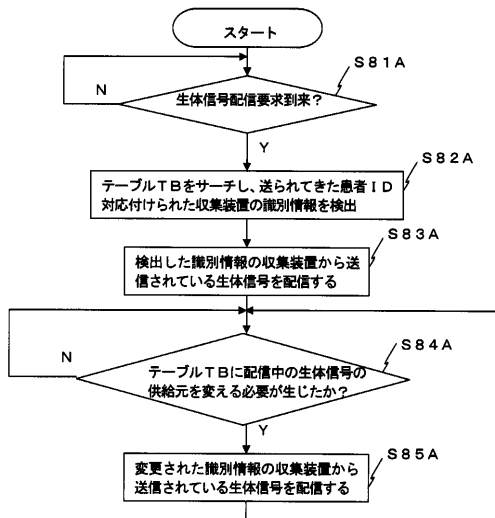 スタート
S81A
N
生体信号配信要求到来？
Y
S82A
テーブルTBをサーチし、送られてきた患者ID
対応付けられた収集装置の識別情報を検出
S83A
検出した識別情報の収集装置から送
信されている生体信号を配信する
S84A
N
テーブルTBに配信中の生体信号の
供給元を変える必要が生じたか？
Y
S85A
変更された識別情報の収集装置から
送信されている生体信号を配信する